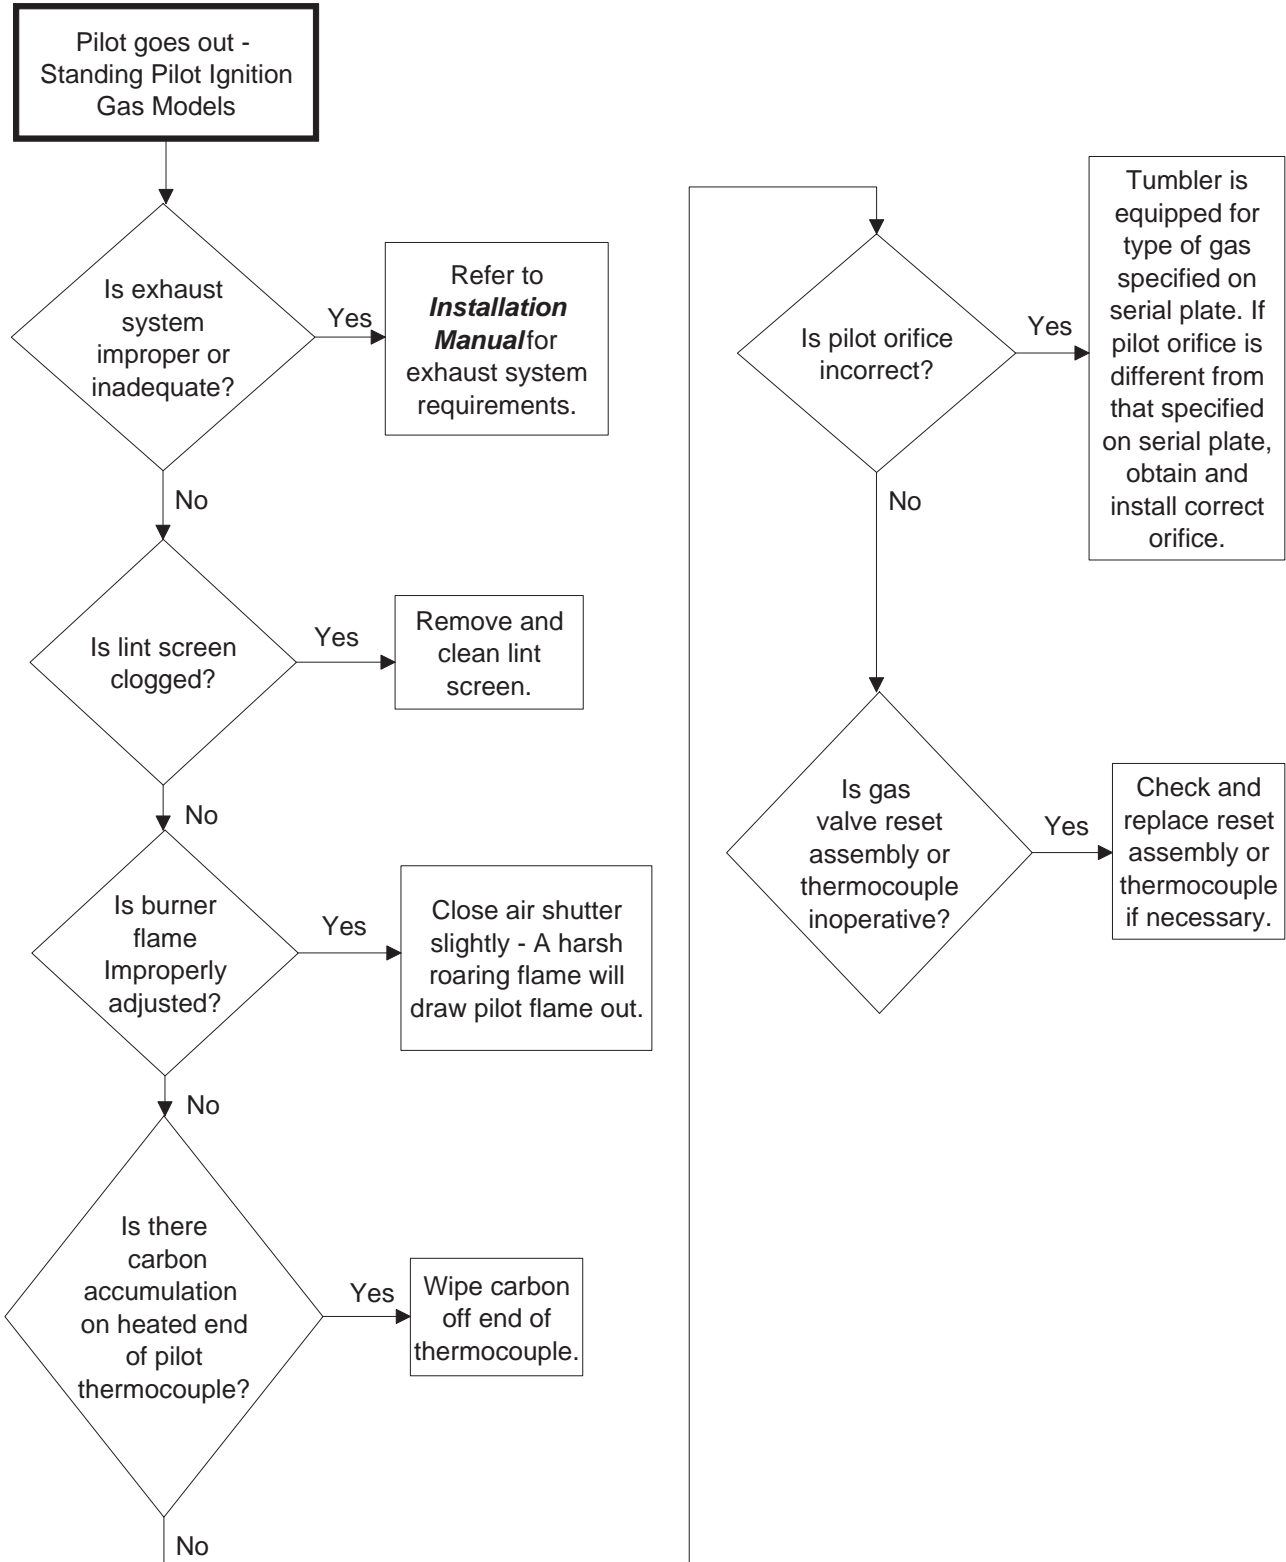 Pilot goes out -
Standing Pilot Ignition
Gas Models
Is exhaust
system
improper or
inadequate?
Yes
Refer to
Installation
Manual for
exhaust system
requirements.
No
Is lint screen
clogged?
Yes
Remove and
clean lint
screen.
No
Is burner
flame
Improperly
adjusted?
Yes
Close air shutter
slightly - A harsh
roaring flame will
draw pilot flame out.
No
Is there
carbon
accumulation
on heated end
of pilot
thermocouple?
Yes
Wipe carbon
off end of
thermocouple.
No
Is pilot orifice
incorrect?
Yes
Tumbler is
equipped for
type of gas
specified on
serial plate. If
pilot orifice is
different from
that specified
on serial plate,
obtain and
install correct
orifice.
No
Is gas
valve reset
assembly or
thermocouple
inoperative?
Yes
Check and
replace reset
assembly or
thermocouple
if necessary.